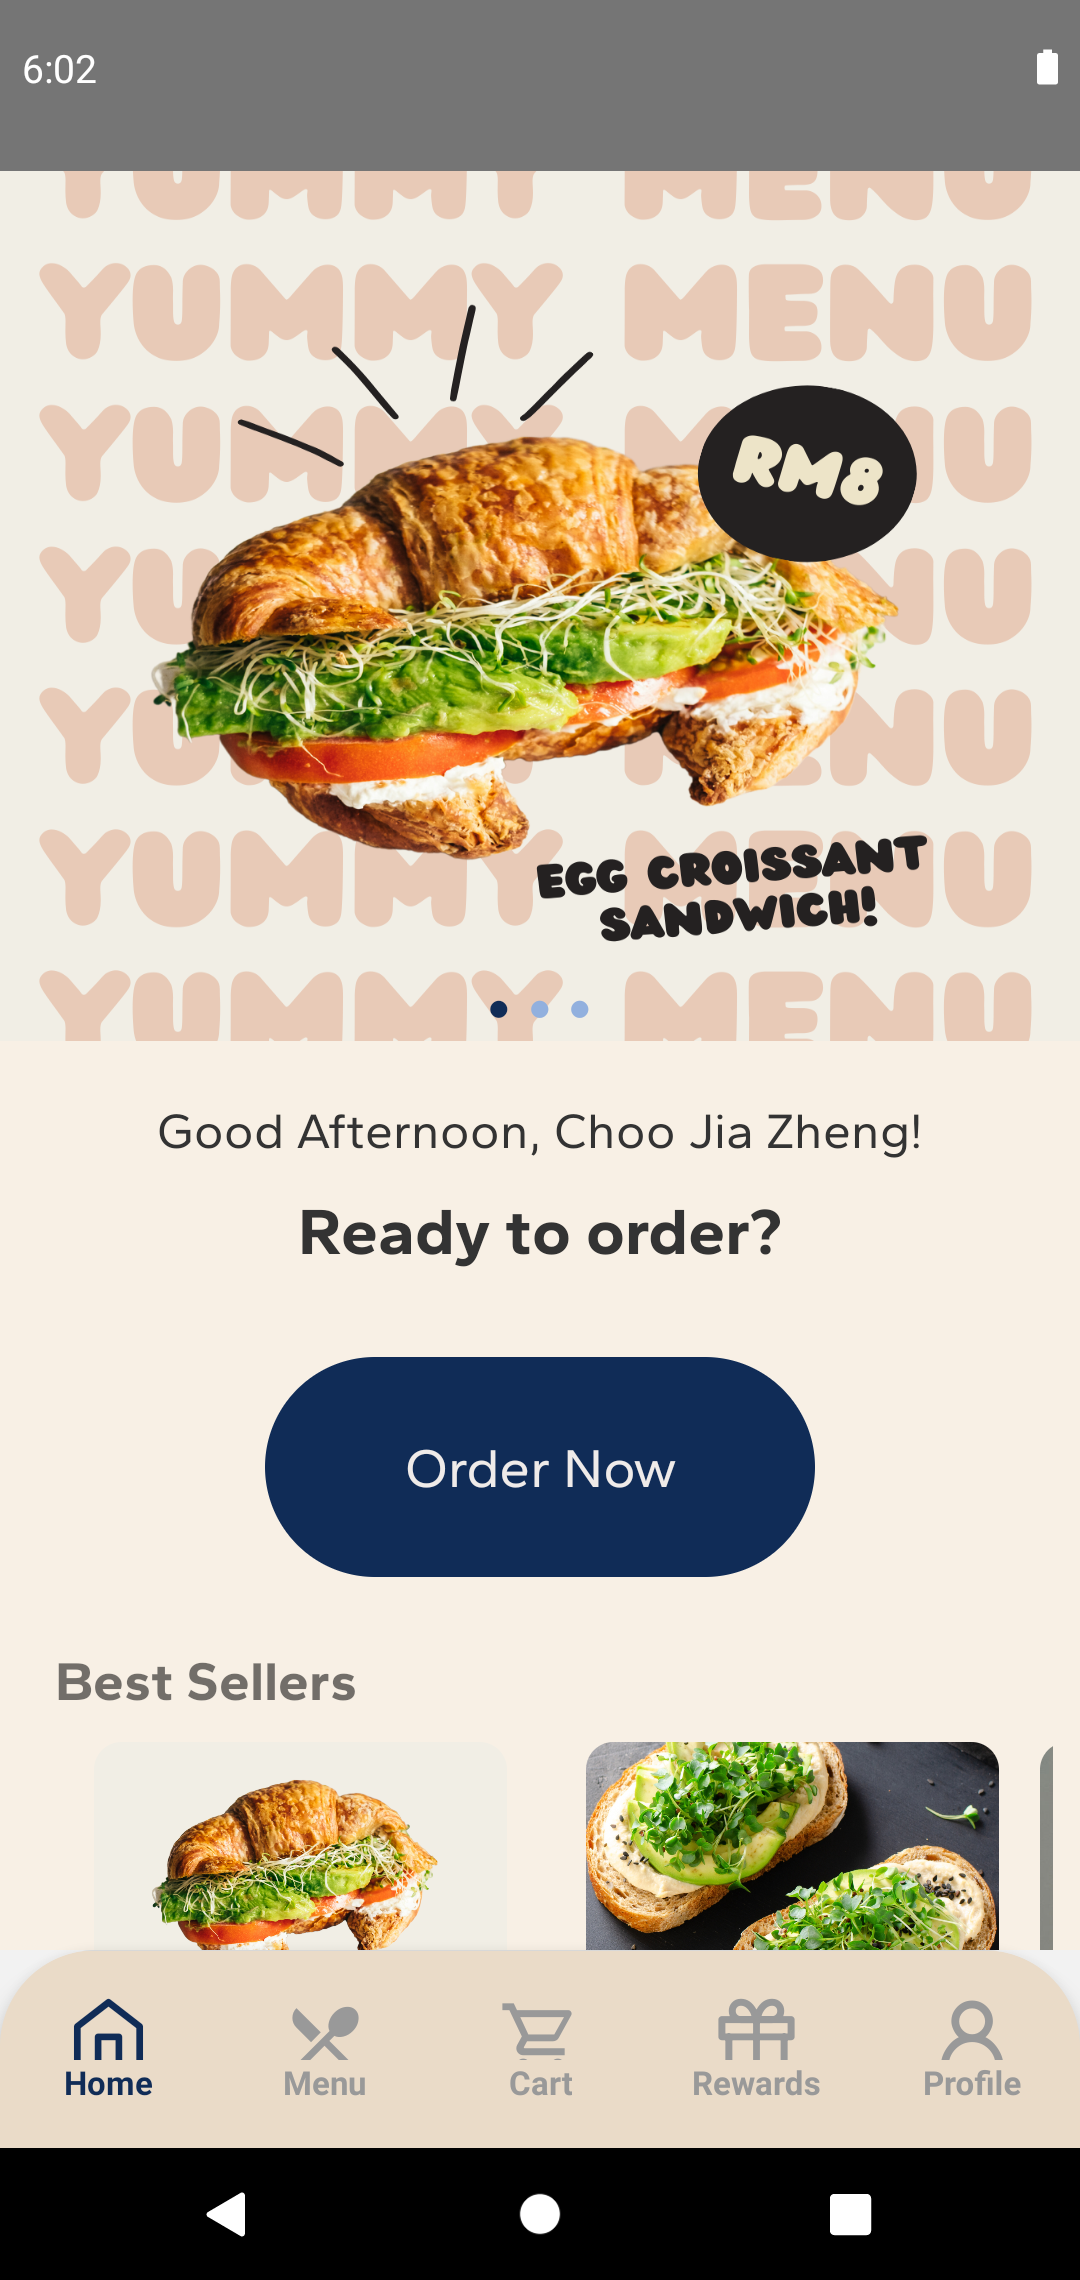 6:02
YUMMY MENU
YUMMY MENU
YUMMY MENU
RM8
YUMMY MENU
YUMMY MENU
YUMMY MENU
EGG CROISSANT
SANDWICH!
YUMMY MENU
Good Afternoon, Choo Jia Zheng!
Ready to order?
Order Now
Best Sellers
Home
Menu
Cart
Rewards
Profile